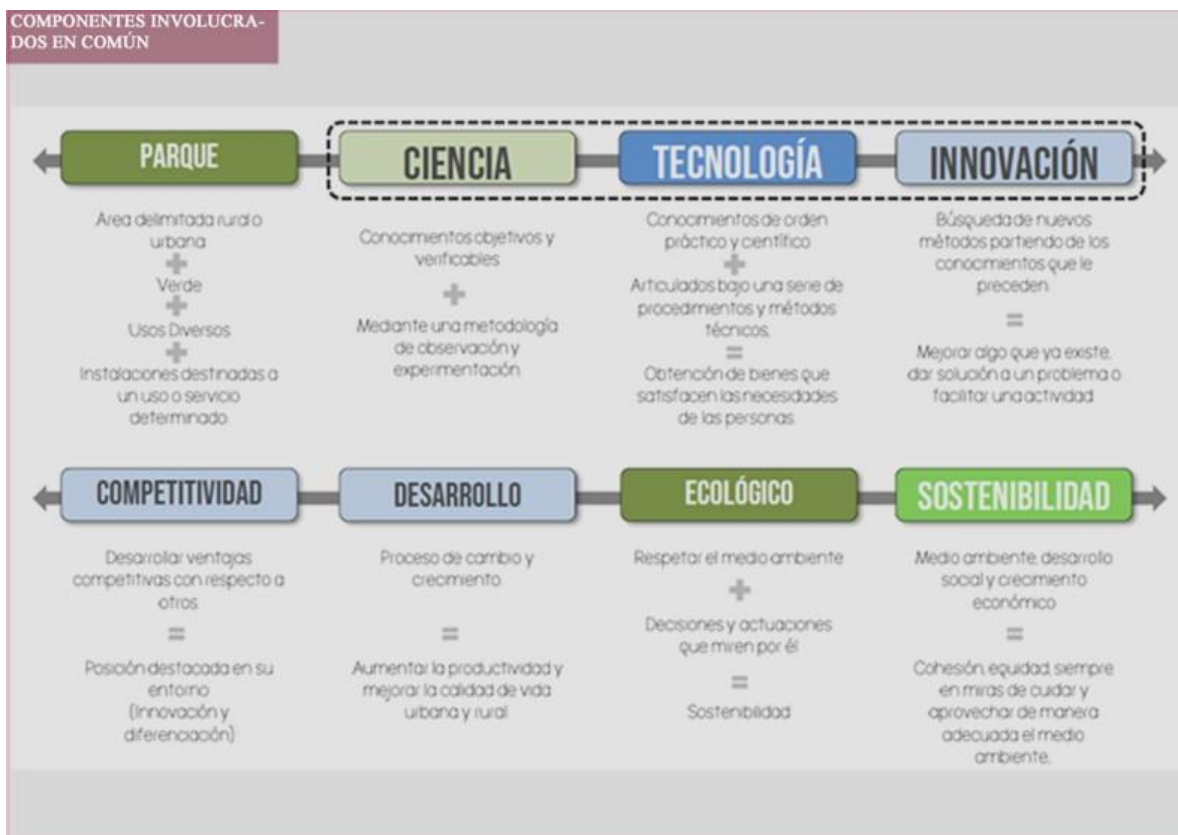 COMPONENTES INVOLUCRA-
DOS EN COMÚN
PARQUE
Area delimitada rural o
urbana
+
Verde
+
Usos Diversos
+
Instalaciones destinadas a
un uso o servicio
determinado
CIENCIA
Conocimientos objetivos y
verificables
+
Mediante una metodología
de observación y
experimentación
TECNOLOGÍA
Conocimientos de orden
práctico y científico
+
Articulados bajo una serie de
procedimientos y métodos
técnicos,
=
Obtención de bienes que
satisfacen las necesidades
de las personas
INNOVACIÓN
Búsqueda de nuevos
métodos partiendo de los
conocimientos que le
preceden
=
Mejorar algo que ya existe,
dar solución a un problema o
facilitar una actividad
COMPETITIVIDAD
Desarrollar ventajas
competitivas con respecto a
otros
=
Posición destacada en su
entorno
(Innovación y
diferenciación)
DESARROLLO
Proceso de cambio y
crecimiento
=
Aumentar la productividad y
mejorar la calidad de vida
urbana y rural
ECOLÓGICO
Respetar el medio ambiente
+
Decisiones y actuaciones
que miren por él
=
Sostenibilidad
SOSTENIBILIDAD
Medio ambiente, desarrollo
social y crecimiento
económico
=
Cohesión, equidad, siempre
en miras de cuidar y
aprovechar de manera
adecuada el medio
ambiente,